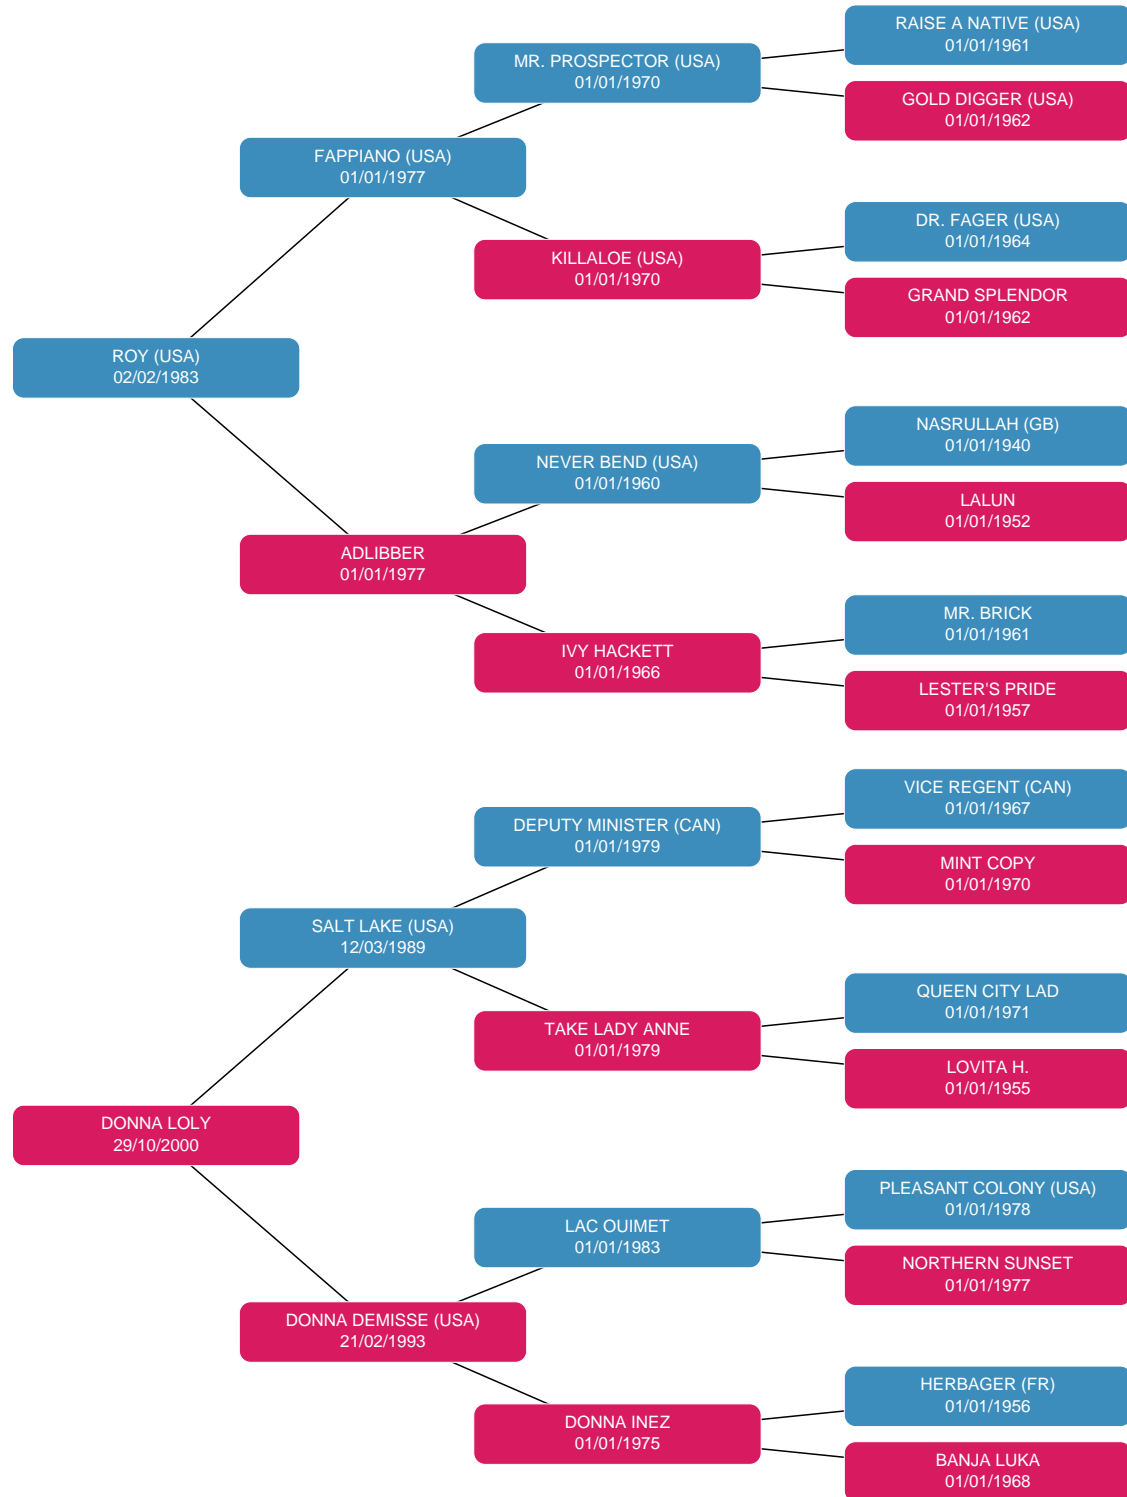 RAISE A NATIVE (USA)
01/01/1961
MR. PROSPECTOR (USA)
01/01/1970
GOLD DIGGER (USA)
01/01/1962
FAPPIANO (USA)
01/01/1977
DR. FAGER (USA)
01/01/1964
KILLALOE (USA)
01/01/1970
GRAND SPLENDOR
01/01/1962
ROY (USA)
02/02/1983
NASRULLAH (GB)
01/01/1940
NEVER BEND (USA)
01/01/1960
LALUN
01/01/1952
ADLIBBER
01/01/1977
MR. BRICK
01/01/1961
IVY HACKETT
01/01/1966
LESTER'S PRIDE
01/01/1957
VICE REGENT (CAN)
01/01/1967
DEPUTY MINISTER (CAN)
01/01/1979
MINT COPY
01/01/1970
SALT LAKE (USA)
12/03/1989
QUEEN CITY LAD
01/01/1971
TAKE LADY ANNE
01/01/1979
LOVITA H.
01/01/1955
DONNA LOLY
29/10/2000
PLEASANT COLONY (USA)
01/01/1978
LAC OUIMET
01/01/1983
NORTHERN SUNSET
01/01/1977
DONNA DEMISSE (USA)
21/02/1993
HERBAGER (FR)
01/01/1956
DONNA INEZ
01/01/1975
BANJA LUKA
01/01/1968